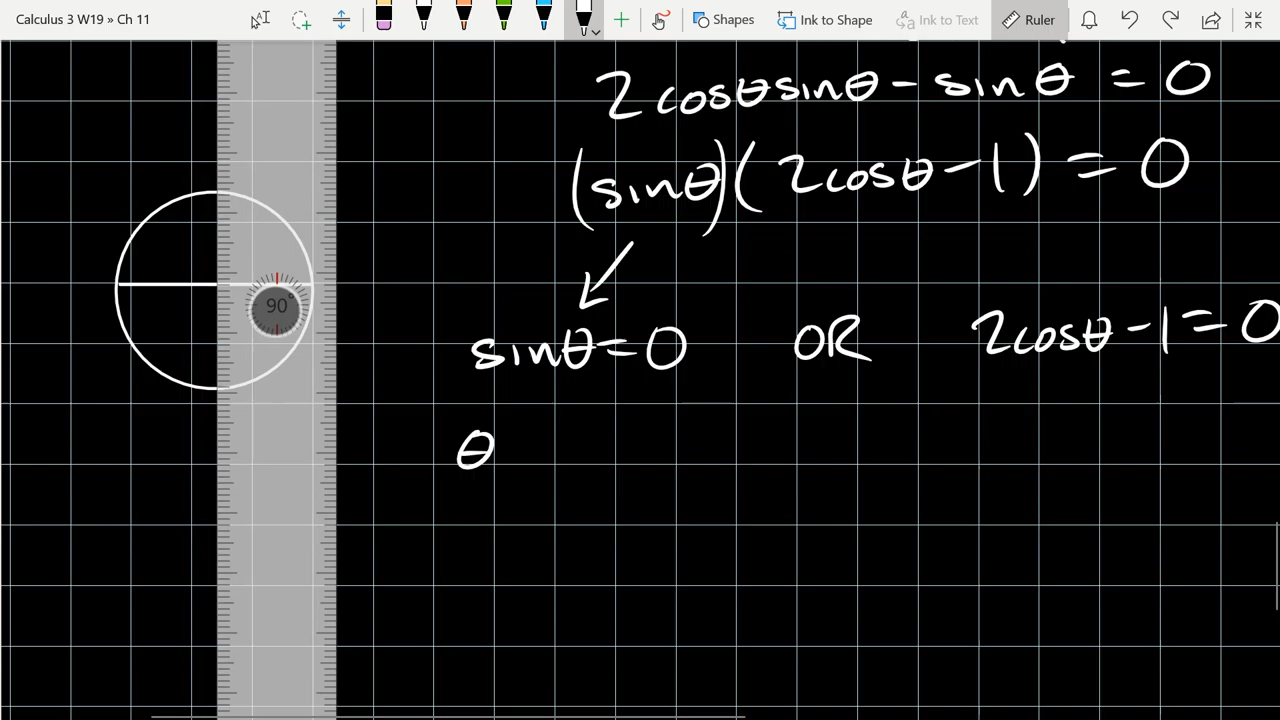 Calculus 3 W19 » Ch 11
Shapes
Ink to Shape
Ink to Text
Ruler
2cosθsinθ - sinθ = 0
(sinθ)(2cosθ-1) = 0
sinθ=0 OR 2cosθ-1=0
90°
θ